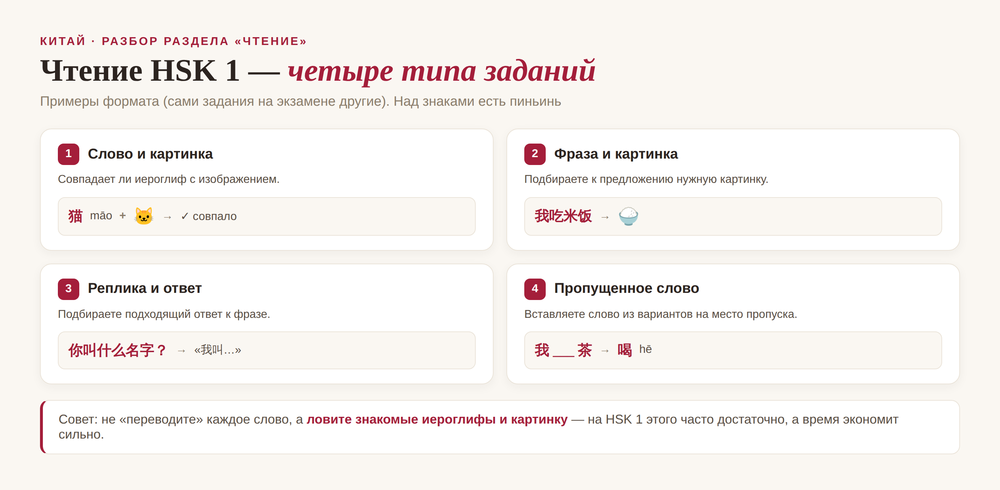 КИТАЙ · РАЗБОР РАЗДЕЛА «ЧТЕНИЕ»
Чтение HSK 1 — четыре типа заданий
Примеры формата (сами задания на экзамене другие). Над знаками есть пиньинь
1 Слово и картинка
Совпадает ли иероглиф с изображением.
猫 māo + 🐱 → ✓ совпало
2 Фраза и картинка
Подбираете к предложению нужную картинку.
我吃米饭 → 🍚
3 Реплика и ответ
Подбираете подходящий ответ к фразе.
你叫什么名字？ → «我叫…»
4 Пропущенное слово
Вставляете слово из вариантов на место пропуска.
我 ___ 茶 → 喝 hē
Совет: не «переводите» каждое слово, а ловите знакомые иероглифы и картинку — на HSK 1 этого часто достаточно, а время экономит
сильно.